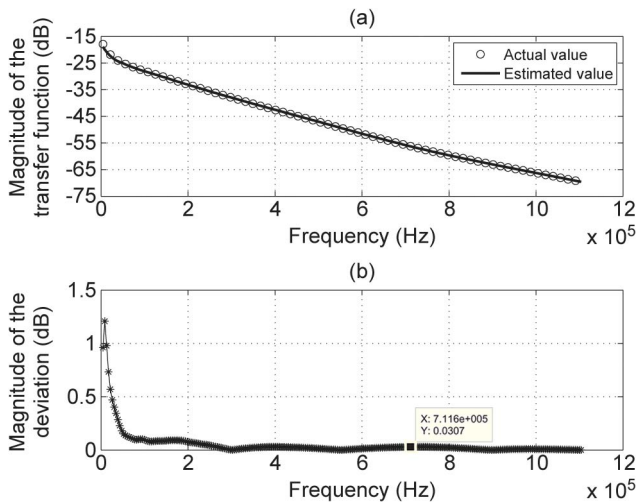 (a)
Magnitude of the
transfer function (dB)
-15
-25
-35
-45
-55
-65
-75
Actual value
Estimated value
0 2 4 6 8 10 12
x 10^5
Frequency (Hz)
(b)
Magnitude of the
deviation (dB)
1.5
1
0.5
0
X: 7.116e+005
Y: 0.0307
0 2 4 6 8 10 12
x 10^5
Frequency (Hz)